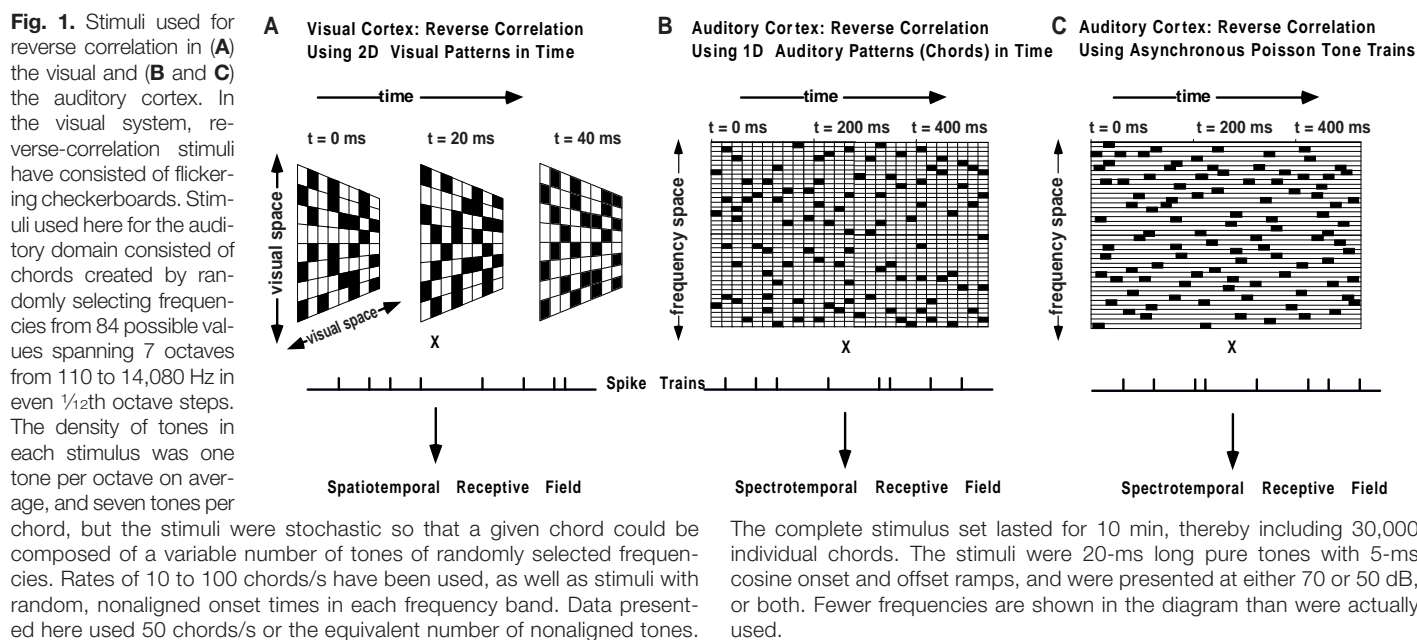 Fig. 1. Stimuli used for
reverse correlation in (A)
the visual and (B and C)
the auditory cortex. In
the visual system, re-
verse-correlation stimuli
have consisted of flicker-
ing checkerboards. Stim-
uli used here for the audi-
tory domain consisted of
chords created by ran-
domly selecting frequen-
cies from 84 possible val-
ues spanning 7 octaves
from 110 to 14,080 Hz in
even 1⁄12th octave steps.
The density of tones in
each stimulus was one
tone per octave on aver-
age, and seven tones per
chord, but the stimuli were stochastic so that a given chord could be
composed of a variable number of tones of randomly selected frequen-
cies. Rates of 10 to 100 chords/s have been used, as well as stimuli with
random, nonaligned onset times in each frequency band. Data present-
ed here used 50 chords/s or the equivalent number of nonaligned tones.
The complete stimulus set lasted for 10 min, thereby including 30,000
individual chords. The stimuli were 20-ms long pure tones with 5-ms
cosine onset and offset ramps, and were presented at either 70 or 50 dB,
or both. Fewer frequencies are shown in the diagram than were actually
used.
A Visual Cortex: Reverse Correlation
Using 2D Visual Patterns in Time
time
t = 0 ms t = 20 ms t = 40 ms
visual space
visual space
X
Spike Trains
Spatiotemporal Receptive Field
B Auditory Cortex: Reverse Correlation
Using 1D Auditory Patterns (Chords) in Time
time
t = 0 ms t = 200 ms t = 400 ms
frequency space
X
Spectrotemporal Receptive Field
C Auditory Cortex: Reverse Correlation
Using Asynchronous Poisson Tone Trains
time
t = 0 ms t = 200 ms t = 400 ms
frequency space
X
Spectrotemporal Receptive Field